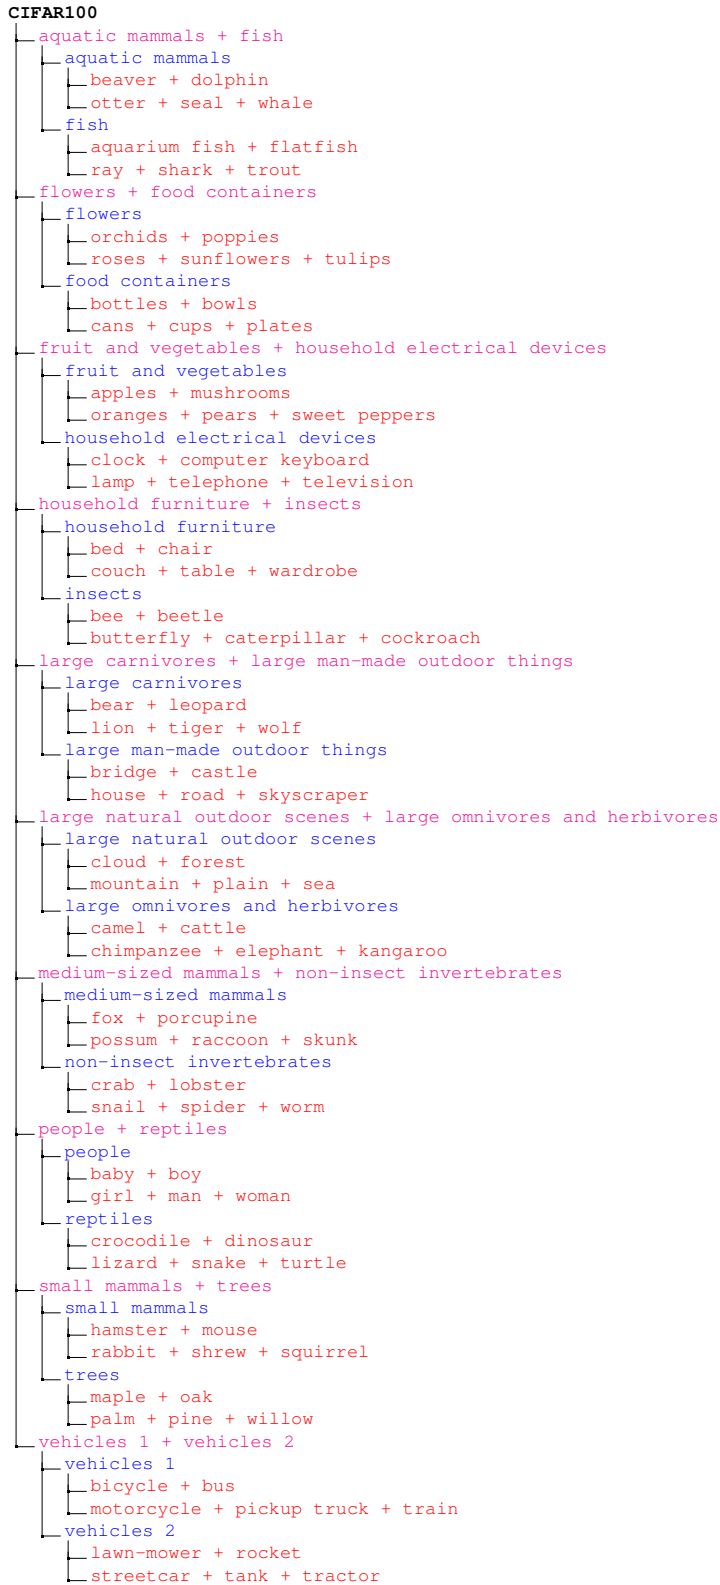 CIFAR100
aquatic mammals + fish
aquatic mammals
beaver + dolphin
otter + seal + whale
fish
aquarium fish + flatfish
ray + shark + trout
flowers + food containers
flowers
orchids + poppies
roses + sunflowers + tulips
food containers
bottles + bowls
cans + cups + plates
fruit and vegetables + household electrical devices
fruit and vegetables
apples + mushrooms
oranges + pears + sweet peppers
household electrical devices
clock + computer keyboard
lamp + telephone + television
household furniture + insects
household furniture
bed + chair
couch + table + wardrobe
insects
bee + beetle
butterfly + caterpillar + cockroach
large carnivores + large man-made outdoor things
large carnivores
bear + leopard
lion + tiger + wolf
large man-made outdoor things
bridge + castle
house + road + skyscraper
large natural outdoor scenes + large omnivores and herbivores
large natural outdoor scenes
cloud + forest
mountain + plain + sea
large omnivores and herbivores
camel + cattle
chimpanzee + elephant + kangaroo
medium-sized mammals + non-insect invertebrates
medium-sized mammals
fox + porcupine
possum + raccoon + skunk
non-insect invertebrates
crab + lobster
snail + spider + worm
people + reptiles
people
baby + boy
girl + man + woman
reptiles
crocodile + dinosaur
lizard + snake + turtle
small mammals + trees
small mammals
hamster + mouse
rabbit + shrew + squirrel
trees
maple + oak
palm + pine + willow
vehicles 1 + vehicles 2
vehicles 1
bicycle + bus
motorcycle + pickup truck + train
vehicles 2
lawn-mower + rocket
streetcar + tank + tractor